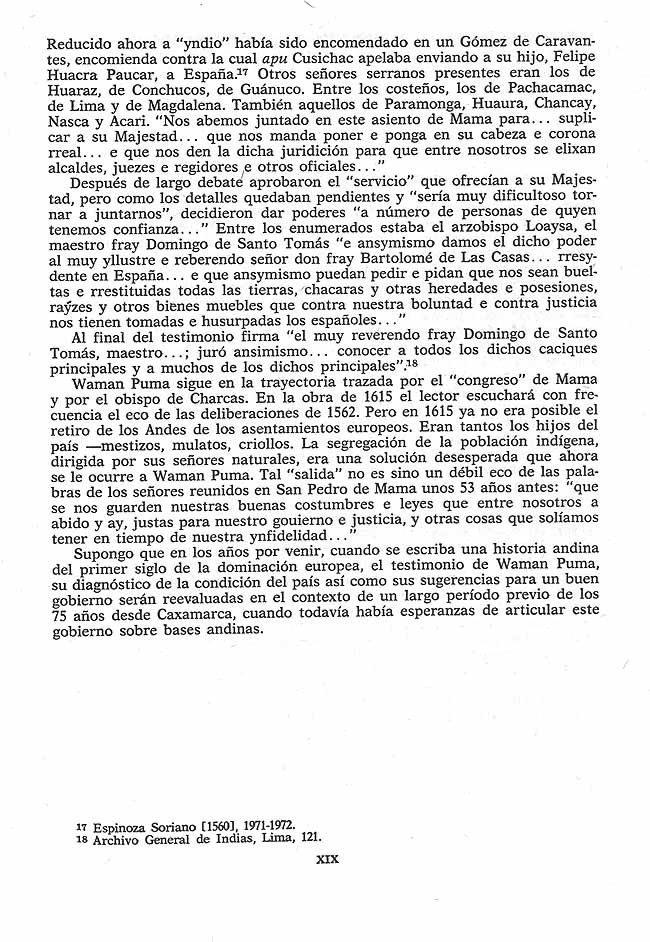 Reducido ahora a “yndio” había sido encomendado en un Gómez de Caravan-
tes, encomienda contra la cual apu Cusichac apelaba enviando a su hijo, Felipe
Huacra Paucar, a España.17 Otros señores serranos presentes eran los de
Huaraz, de Conchucos, de Guánuco. Entre los costeños, los de Pachacamac,
de Lima y de Magdalena. También aquellos de Paramonga, Huaura, Chancay,
Nasca y Acari. “Nos abemos juntado en este asiento de Mama para... supli-
car a su Majestad... que nos manda poner e ponga en su cabeza e corona
rreal... e que nos den la dicha juridición para que entre nosotros se elixan
alcaldes, juezes e regidores e otros oficiales...”
Después de largo debate aprobaron el “servicio” que ofrecían a su Majes-
tad, pero como los detalles quedaban pendientes y “sería muy dificultoso tor-
nar a juntarnos”, decidieron dar poderes “a número de personas de quyen
tenemos confianza...” Entre los enumerados estaba el arzobispo Loaysa, el
maestro fray Domingo de Santo Tomás “e ansymismo damos el dicho poder
al muy yllustre e reberendo señor don fray Bartolomé de Las Casas... rresy-
dente en España... e que ansymismo puedan pedir e pidan que nos sean buel-
tas e rrestituidas todas las tierras, chacaras y otras heredades e posesiones,
raýzes y otros bienes muebles que contra nuestra boluntad e contra justicia
nos tienen tomadas e husurpadas los españoles...”
Al final del testimonio firma “el muy reverendo fray Domingo de Santo
Tomás, maestro...; juró ansimismo... conocer a todos los dichos caciques
principales y a muchos de los dichos principales”.18
Waman Puma sigue en la trayectoria trazada por el “congreso” de Mama
y por el obispo de Charcas. En la obra de 1615 el lector escuchará con fre-
cuencia el eco de las deliberaciones de 1562. Pero en 1615 ya no era posible el
retiro de los Andes de los asentamientos europeos. Eran tantos los hijos del
país —mestizos, mulatos, criollos. La segregación de la población indígena,
dirigida por sus señores naturales, era una solución desesperada que ahora
se le ocurre a Waman Puma. Tal “salida” no es sino un débil eco de las pala-
bras de los señores reunidos en San Pedro de Mama unos 53 años antes: “que
se nos guarden nuestras buenas costumbres e leyes que entre nosotros a
abido y ay, justas para nuestro gouierno e justicia, y otras cosas que solíamos
tener en tiempo de nuestra ynfidelidad...”
Supongo que en los años por venir, cuando se escriba una historia andina
del primer siglo de la dominación europea, el testimonio de Waman Puma,
su diagnóstico de la condición del país así como sus sugerencias para un buen
gobierno serán reevaluadas en el contexto de un largo período previo de los
75 años desde Caxamarca, cuando todavía había esperanzas de articular este
gobierno sobre bases andinas.
17 Espinoza Soriano [1560], 1971-1972.
18 Archivo General de Indias, Lima, 121.
XIX